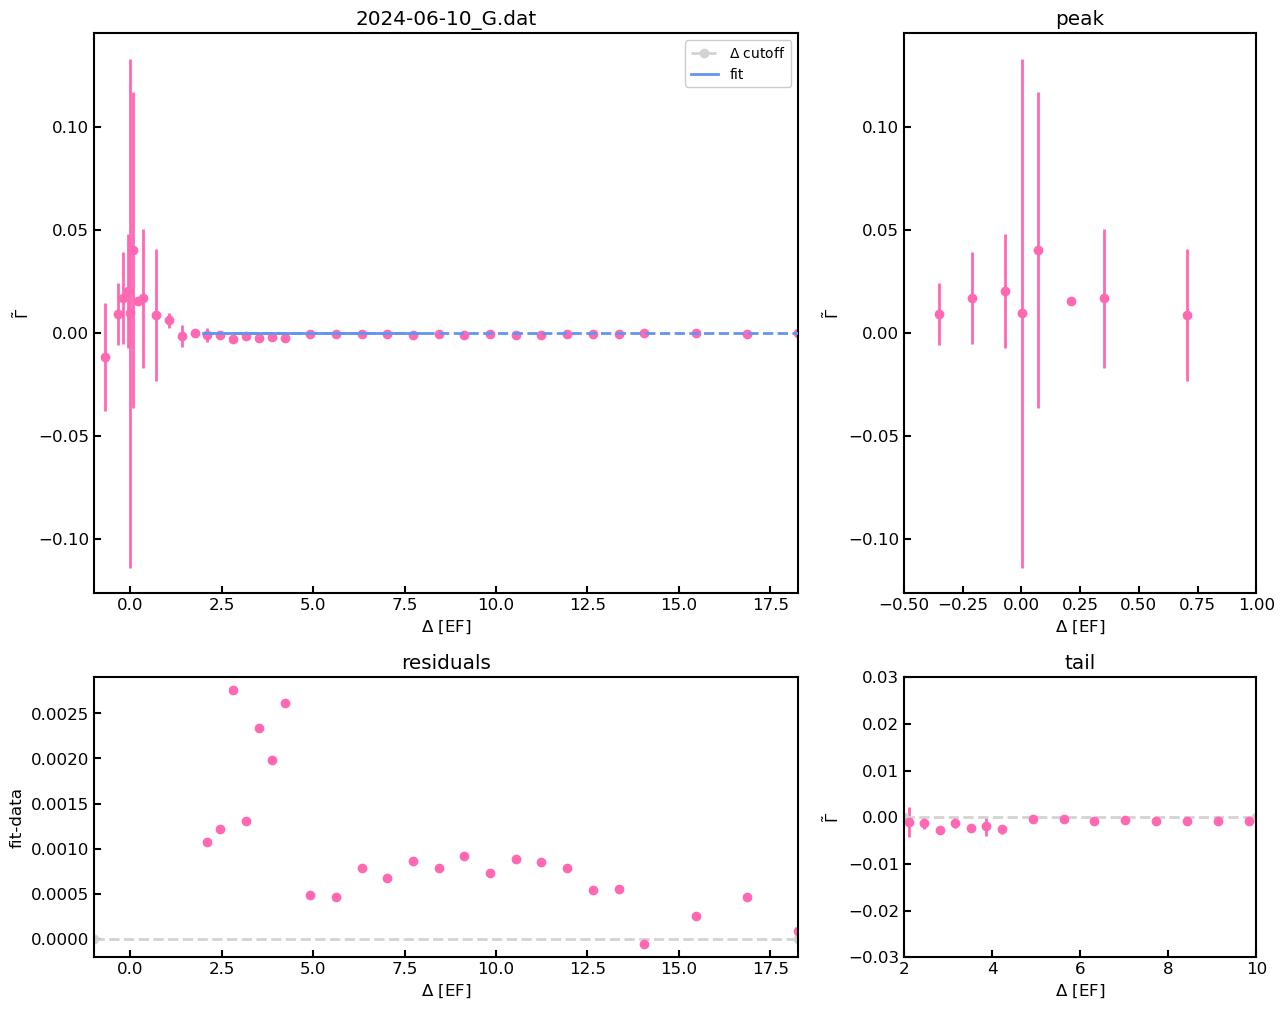 2024-06-10_G.dat
Δ cutoff
fit
0.10
0.05
0.00
−0.05
−0.10
Γ̃
0.0 2.5 5.0 7.5 10.0 12.5 15.0 17.5
Δ [EF]
peak
0.10
0.05
0.00
−0.05
−0.10
Γ̃
−0.50 −0.25 0.00 0.25 0.50 0.75 1.00
Δ [EF]
residuals
0.0025
0.0020
0.0015
0.0010
0.0005
0.0000
fit-data
0.0 2.5 5.0 7.5 10.0 12.5 15.0 17.5
Δ [EF]
tail
0.03
0.02
0.01
0.00
−0.01
−0.02
−0.03
Γ̃
2 4 6 8 10
Δ [EF]